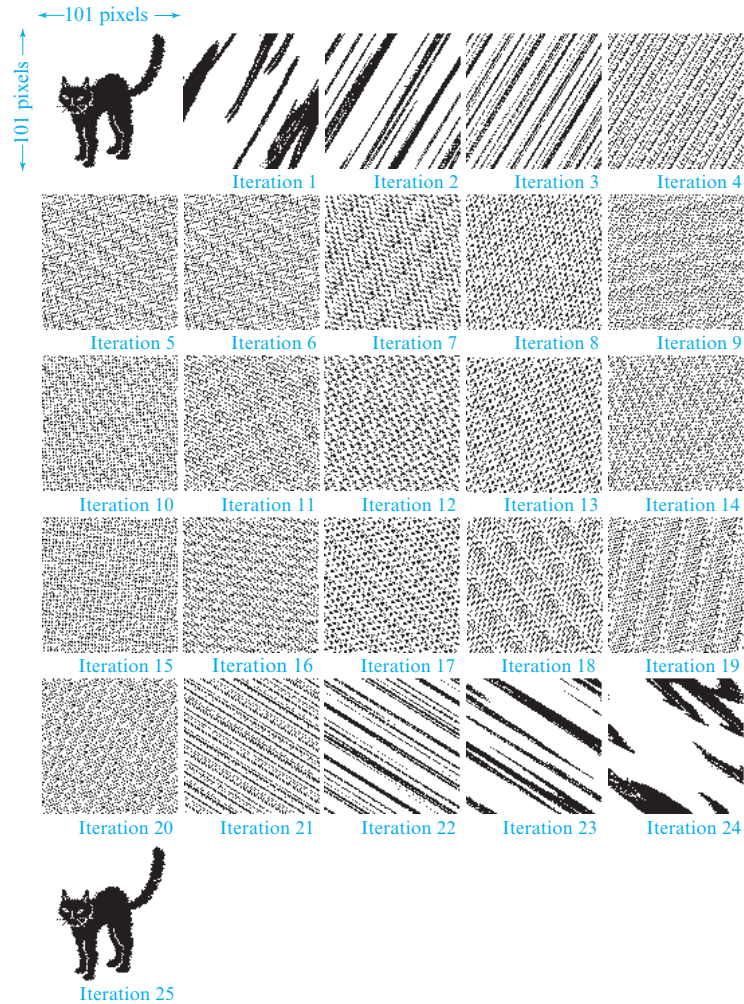 101 pixels
101 pixels
Iteration 1
Iteration 2
Iteration 3
Iteration 4
Iteration 5
Iteration 6
Iteration 7
Iteration 8
Iteration 9
Iteration 10
Iteration 11
Iteration 12
Iteration 13
Iteration 14
Iteration 15
Iteration 16
Iteration 17
Iteration 18
Iteration 19
Iteration 20
Iteration 21
Iteration 22
Iteration 23
Iteration 24
Iteration 25